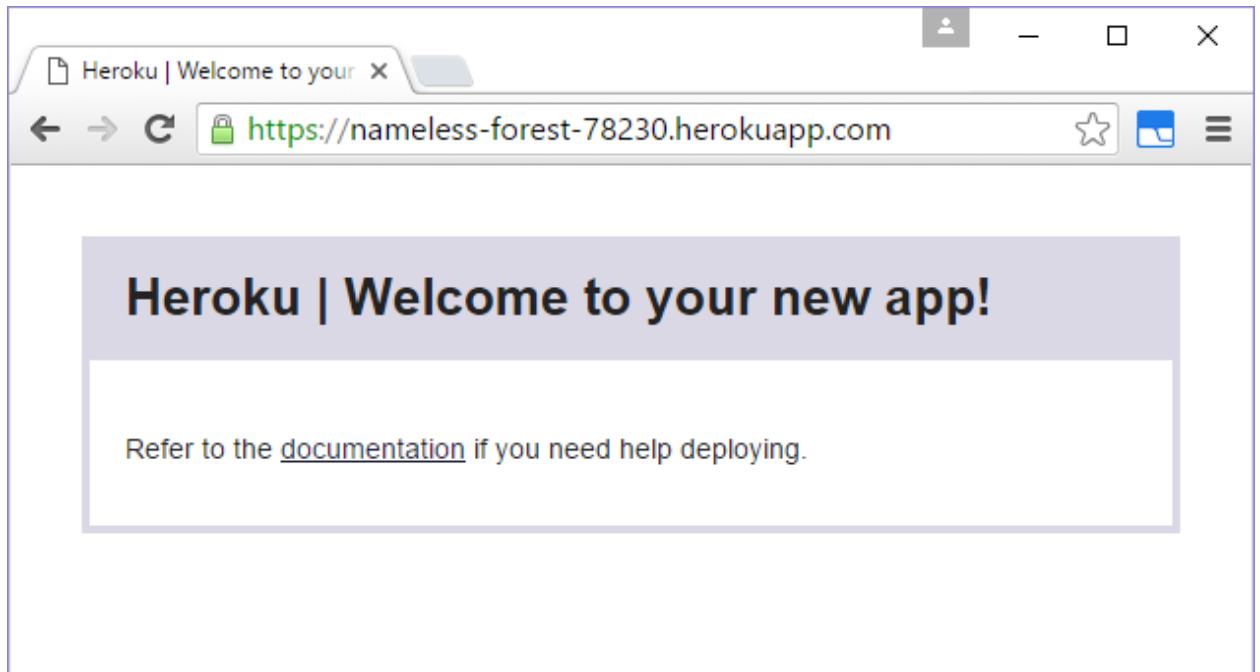 Heroku | Welcome to your
https://nameless-forest-78230.herokuapp.com
Heroku | Welcome to your new app!
Refer to the documentation if you need help deploying.